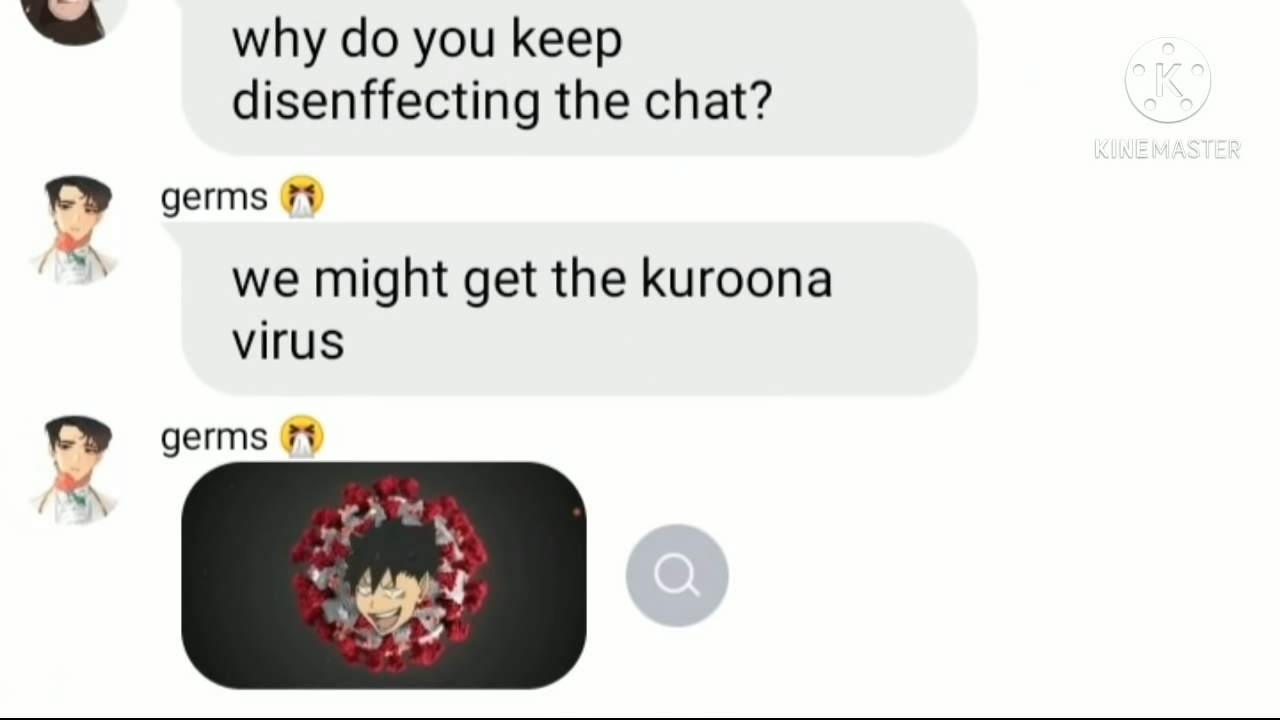 why do you keep
disenffecting the chat?
K
KINEMASTER
germs 🤧
we might get the kuroona
virus
germs 🤧